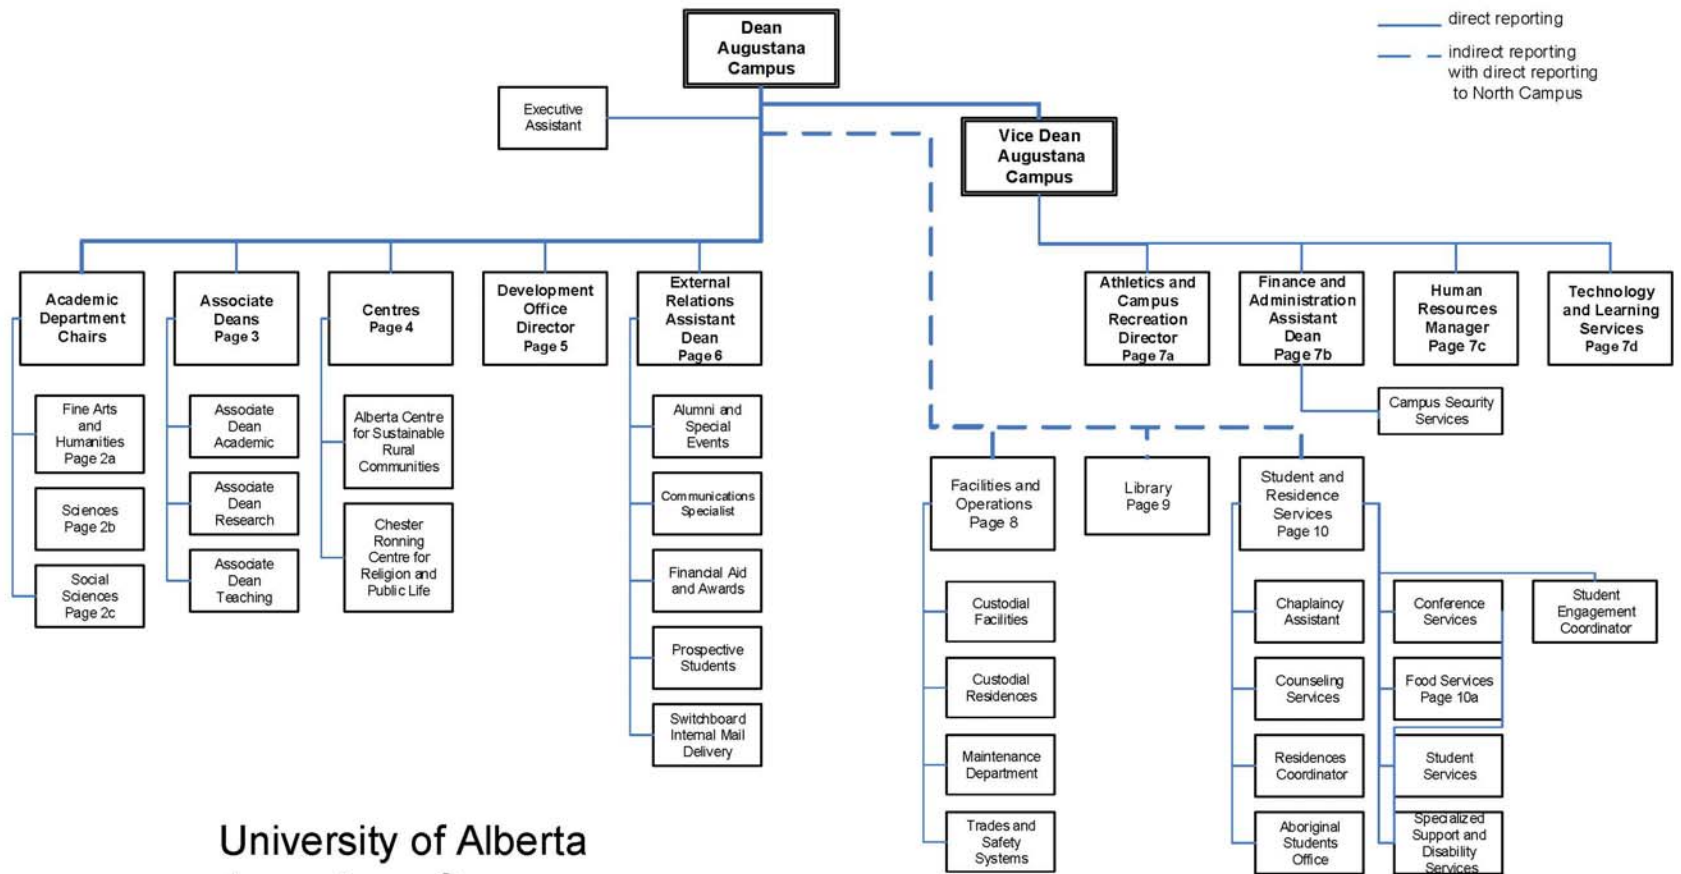 Dean
Augustana
Campus
direct reporting
indirect reporting
with direct reporting
to North Campus
Executive
Assistant
Vice Dean
Augustana
Campus
Academic
Department
Chairs
Associate
Deans
Page 3
Centres
Page 4
Development
Office
Director
Page 5
External
Relations
Assistant
Dean
Page 6
Athletics and
Campus
Recreation
Director
Page 7a
Finance and
Administration
Assistant
Dean
Page 7b
Human
Resources
Manager
Page 7c
Technology
and Learning
Services
Page 7d
Campus Security
Services
Fine Arts
and
Humanities
Page 2a
Sciences
Page 2b
Social
Sciences
Page 2c
Associate
Dean
Academic
Associate
Dean
Research
Associate
Dean
Teaching
Alberta Centre
for Sustainable
Rural
Communities
Chester
Ronning
Centre for
Religion and
Public Life
Alumni and
Special
Events
Communications
Specialist
Financial Aid
and Awards
Prospective
Students
Switchboard
Internal Mail
Delivery
Facilities and
Operations
Page 8
Library
Page 9
Student and
Residence
Services
Page 10
Custodial
Facilities
Custodial
Residences
Maintenance
Department
Trades and
Safety
Systems
Chaplaincy
Assistant
Counseling
Services
Residences
Coordinator
Aboriginal
Students
Office
Conference
Services
Food Services
Page 10a
Student
Services
Specialized
Support and
Disability
Services
Student
Engagement
Coordinator
University of Alberta